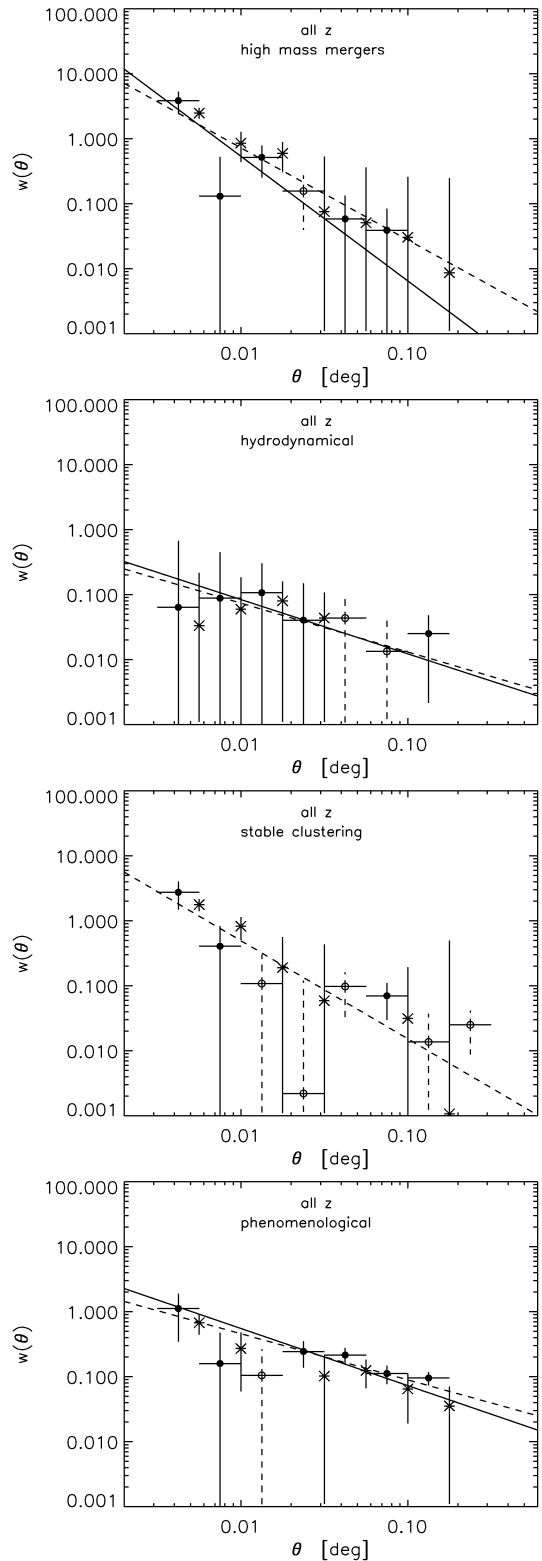 100.000
all z
high mass mergers
10.000
1.000
w(θ)
0.100
0.010
0.001
0.01 0.10
θ [deg]
100.000
all z
hydrodynamical
10.000
1.000
w(θ)
0.100
0.010
0.001
0.01 0.10
θ [deg]
100.000
all z
stable clustering
10.000
1.000
w(θ)
0.100
0.010
0.001
0.01 0.10
θ [deg]
100.000
all z
phenomenological
10.000
1.000
w(θ)
0.100
0.010
0.001
0.01 0.10
θ [deg]